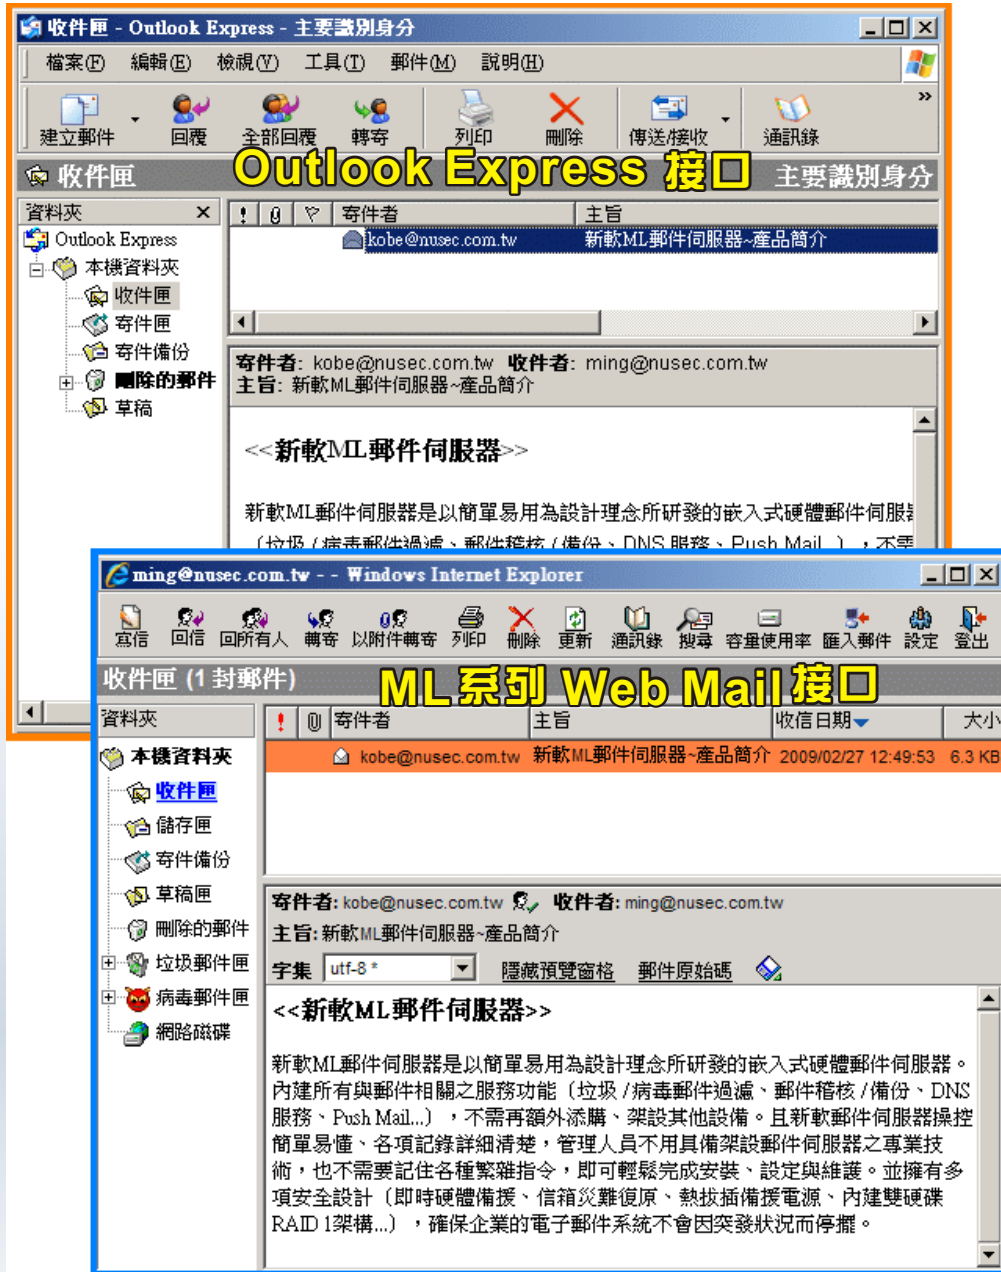 收件匣 - Outlook Express - 主要識別身分
檔案(F) 編輯(E) 檢視(V) 工具(T) 郵件(M) 說明(H)
建立郵件 回覆 全部回覆 轉寄 列印 刪除 傳送/接收 通訊錄 »
Outlook Express 接口
收件匣 主要識別身分
資料夾 × ! 寄件者 主旨
Outlook Express
kobe@nusec.com.tw 新軟ML郵件伺服器~產品簡介
本機資料夾
收件匣
寄件匣
寄件備份
刪除的郵件
草稿
寄件者: kobe@nusec.com.tw 收件者: ming@nusec.com.tw
主旨: 新軟ML郵件伺服器~產品簡介
<<新軟ML郵件伺服器>>
新軟ML郵件伺服器是以簡單易用為設計理念所研發的嵌入式硬體郵件伺服器
（垃圾 /病毒郵件過濾、郵件稽核 /備份、DNS 服務、Push Mail...），不需
ming@nusec.com.tw - - Windows Internet Explorer
寫信 回信 回所有人 轉寄 以附件轉寄 列印 刪除 更新 通訊錄 搜尋 容量使用率 匯入郵件 設定 登出
收件匣 (1 封郵件)
ML系列 Web Mail接口
資料夾 ! 寄件者 主旨 收信日期 大小
kobe@nusec.com.tw 新軟ML郵件伺服器~產品簡介 2009/02/27 12:49:53 6.3 KB
本機資料夾
收件匣
儲存匣
寄件備份
草稿匣
刪除的郵件
垃圾郵件匣
病毒郵件匣
網路磁碟
寄件者: kobe@nusec.com.tw 收件者: ming@nusec.com.tw
主旨: 新軟ML郵件伺服器~產品簡介
字集 utf-8 * 隱藏預覽窗格 郵件原始碼
<<新軟ML郵件伺服器>>
新軟ML郵件伺服器是以簡單易用為設計理念所研發的嵌入式硬體郵件伺服器。
內建所有與郵件相關之服務功能（垃圾 /病毒郵件過濾、郵件稽核 /備份、DNS
服務、Push Mail...），不需再額外添購、架設其他設備。且新軟郵件伺服器操控
簡單易懂、各項記錄詳細清楚，管理人員不用具備架設郵件伺服器之專業技
術，也不需要記住各種繁雜指令，即可輕鬆完成安裝、設定與維護。並擁有多
項安全設計（即時硬體備援、信箱災難復原、熱拔插備援電源、內建雙硬碟
RAID 1架構...），確保企業的電子郵件系統不會因突發狀況而停擺。